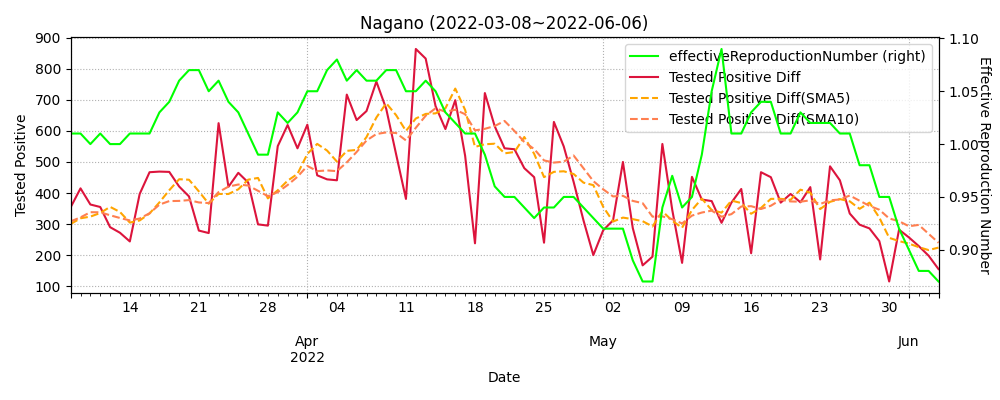 Nagano (2022-03-08~2022-06-06)
900
800
700
600
500
400
300
200
100
Tested Positive
1.10
1.05
1.00
0.95
0.90
Effective Reproduction Number
effectiveReproductionNumber (right)
Tested Positive Diff
Tested Positive Diff(SMA5)
Tested Positive Diff(SMA10)
14 21 28 04 11 18 25 02 09 16 23 30
Apr May Jun
2022
Date